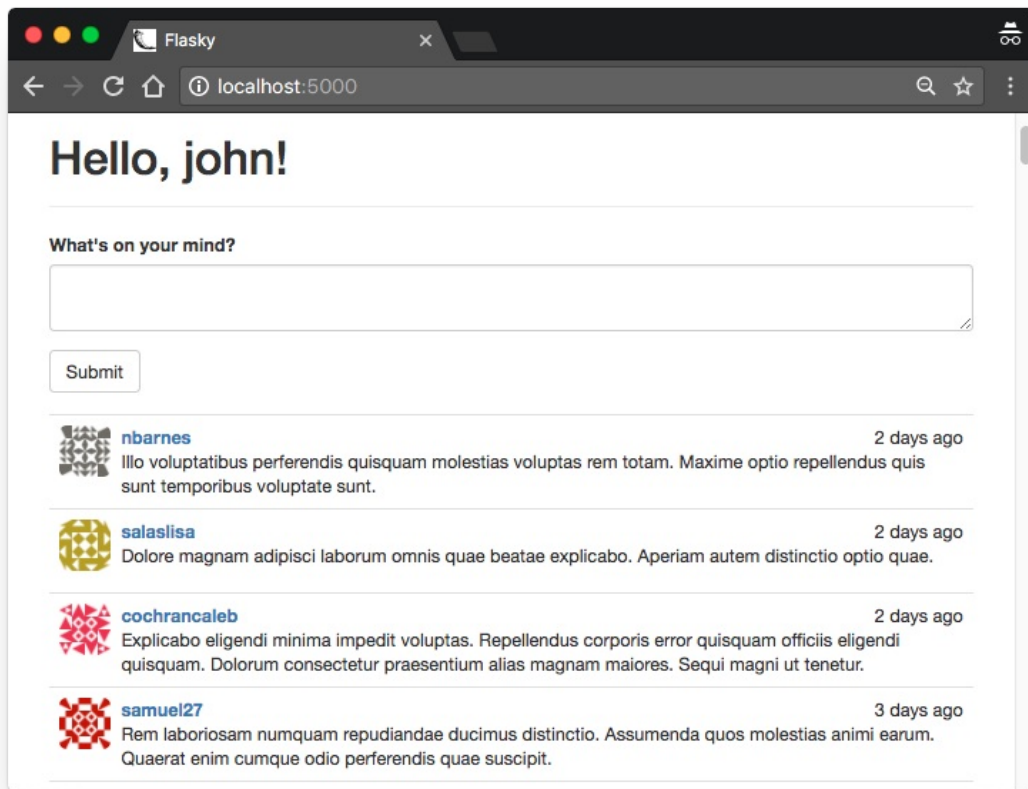 Flasky
localhost:5000
Hello, john!
What's on your mind?
Submit
nbarnes 2 days ago
Illo voluptatibus perferendis quisquam molestias voluptas rem totam. Maxime optio repellendus quis
sunt temporibus voluptate sunt.
salaslisa 2 days ago
Dolore magnam adipisci laborum omnis quae beatae explicabo. Aperiam autem distinctio optio quae.
cochrancaleb 2 days ago
Explicabo eligendi minima impedit voluptas. Repellendus corporis error quisquam officiis eligendi
quisquam. Dolorum consectetur praesentium alias magnam maiores. Sequi magni ut tenetur.
samuel27 3 days ago
Rem laboriosam numquam repudiandae ducimus distinctio. Assumenda quos molestias animi earum.
Quaerat enim cumque odio perferendis quae suscipit.